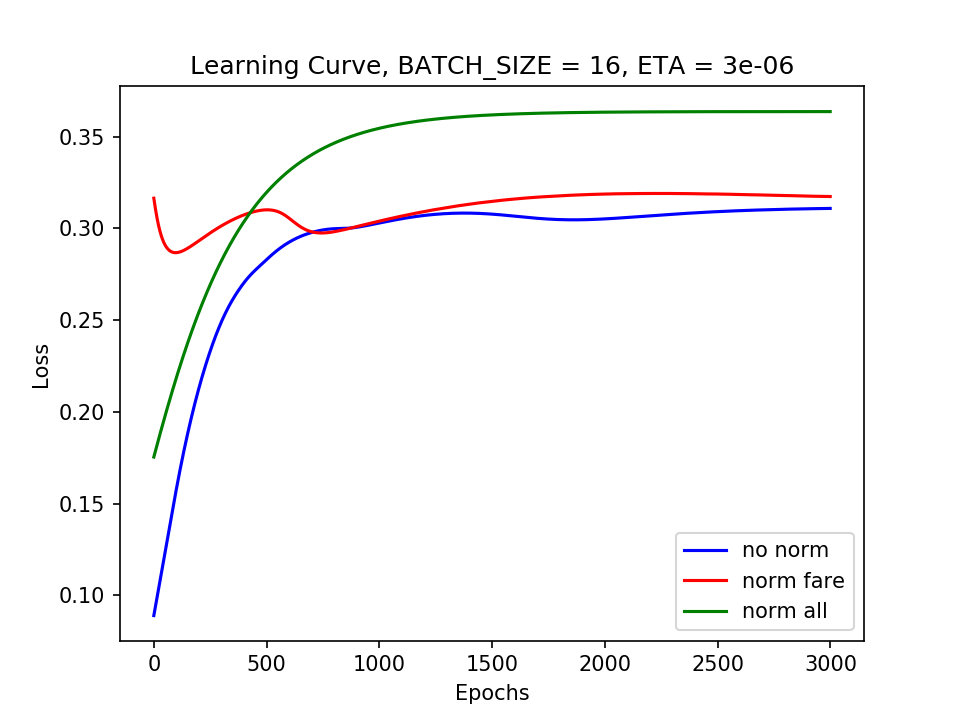 Learning Curve, BATCH_SIZE = 16, ETA = 3e-06
Loss
0.35
0.30
0.25
0.20
0.15
0.10
no norm
norm fare
norm all
0 500 1000 1500 2000 2500 3000
Epochs